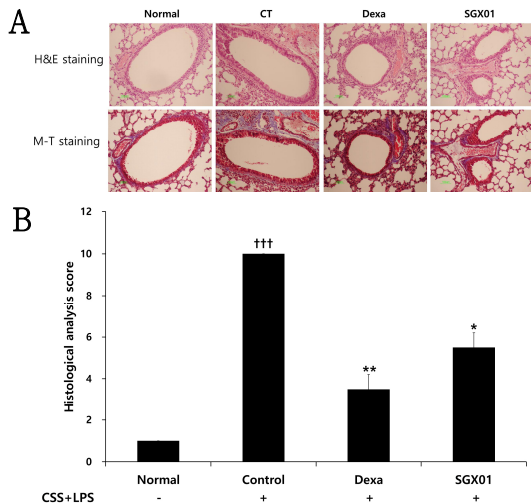 A
Normal CT Dexa SGX01
H&E staining
M-T staining
B
Histological analysis score
12
10
8
6
4
2
0
†††
**
*
Normal Control Dexa SGX01
CSS+LPS - + + +